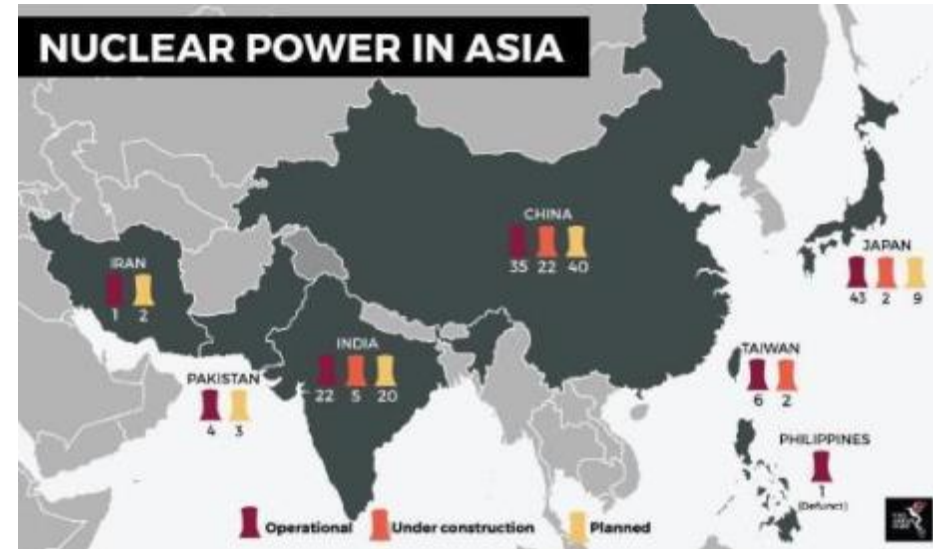 NUCLEAR POWER IN ASIA
CHINA
35 22 40
JAPAN
43 2 9
IRAN
1 2
INDIA
22 5 20
TAIWAN
6 2
PAKISTAN
4 3
PHILIPPINES
1
(Defunct)
Operational Under construction Planned